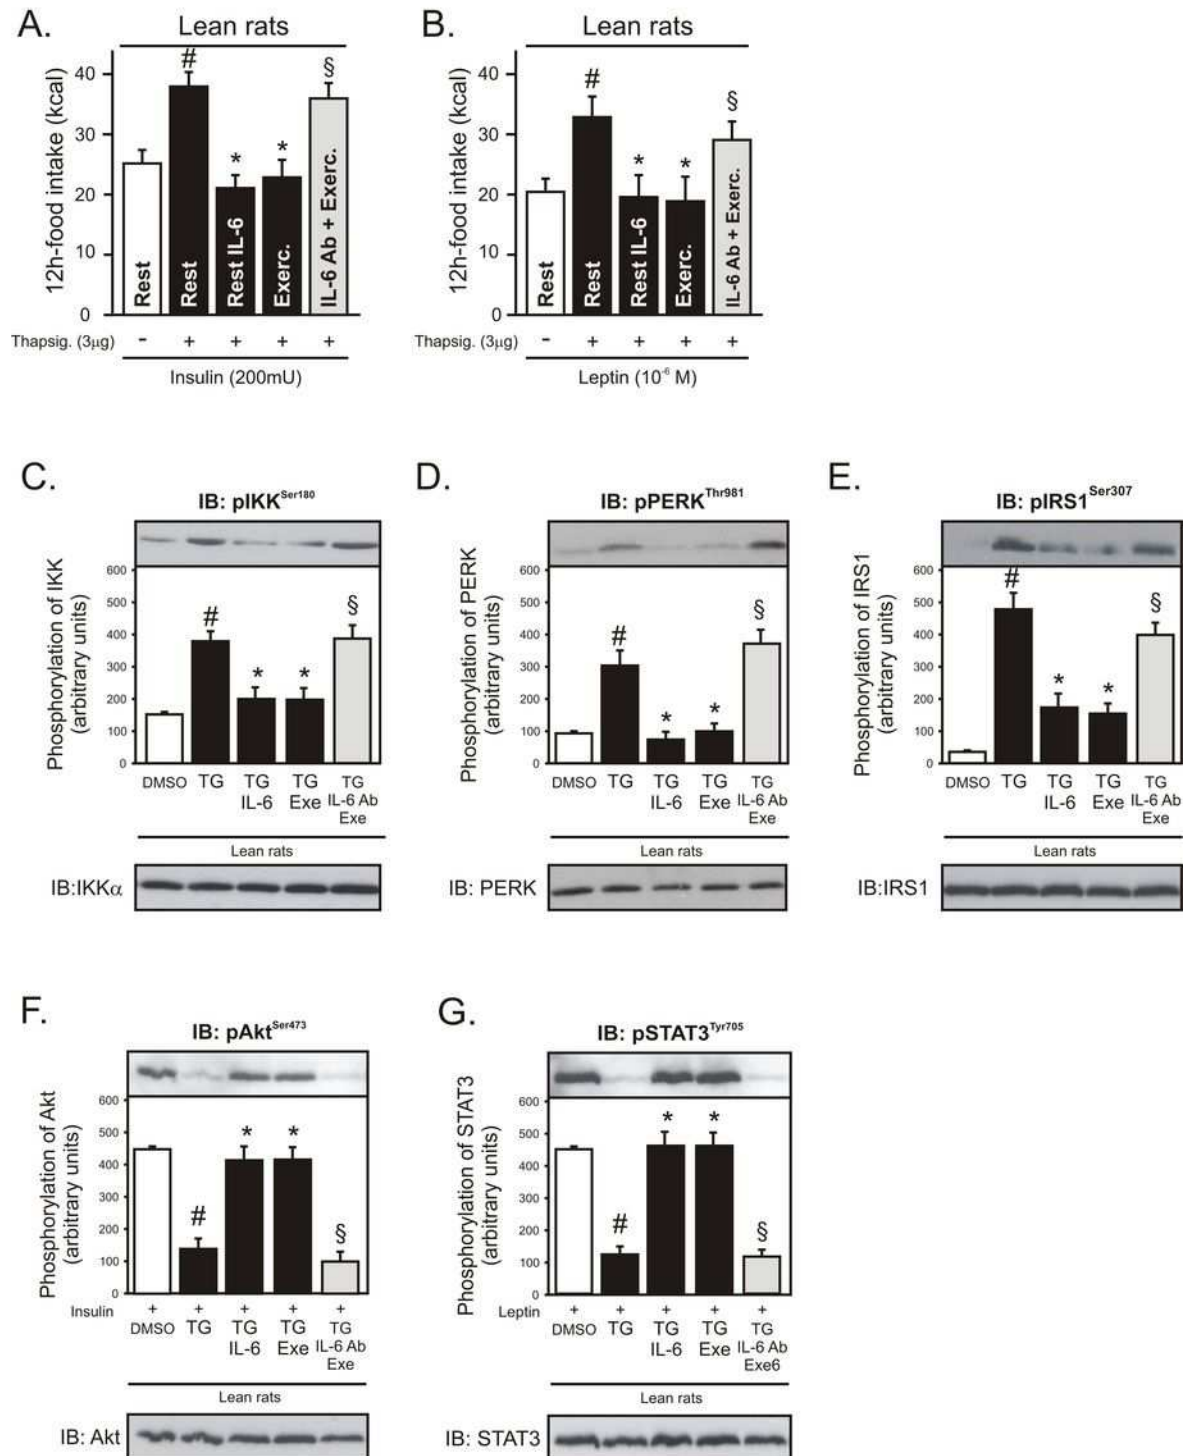 A.
Lean rats
12h-food intake (kcal)
40
30
20
10
0
#
*
*
§
Rest
Rest
Rest IL-6
Exerc.
IL-6 Ab + Exerc.
Thapsig. (3µg) - + + + +
Insulin (200mU)
B.
Lean rats
12h-food intake (kcal)
40
30
20
10
0
#
*
*
§
Rest
Rest
Rest IL-6
Exerc.
IL-6 Ab + Exerc.
Thapsig. (3µg) - + + + +
Leptin (10⁻⁶ M)
C.
IB: pIKK^Ser180
Phosphorylation of IKK
(arbitrary units)
600
500
400
300
200
100
0
#
*
*
§
DMSO TG TG TG TG
IL-6 Exe IL-6 Ab
Exe
Lean rats
IB:IKKα
D.
IB: pPERK^Thr981
Phosphorylation of PERK
(arbitrary units)
600
500
400
300
200
100
0
#
*
*
§
DMSO TG TG TG TG
IL-6 Exe IL-6 Ab
Exe
Lean rats
IB: PERK
E.
IB: pIRS1^Ser307
Phosphorylation of IRS1
(arbitrary units)
600
500
400
300
200
100
0
#
*
*
§
DMSO TG TG TG TG
IL-6 Exe IL-6 Ab
Exe
Lean rats
IB:IRS1
F.
IB: pAkt^Ser473
Phosphorylation of Akt
(arbitrary units)
600
500
400
300
200
100
0
#
*
*
§
Insulin + + + + +
DMSO TG TG TG TG
IL-6 Exe IL-6 Ab
Exe
Lean rats
IB: Akt
G.
IB: pSTAT3^Tyr705
Phosphorylation of STAT3
(arbitrary units)
600
500
400
300
200
100
0
#
*
*
§
Leptin + + + + +
DMSO TG TG TG TG
IL-6 Exe IL-6 Ab
Exe6
Lean rats
IB: STAT3